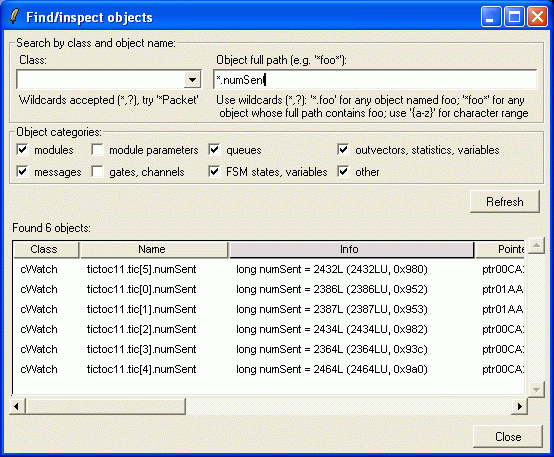 Find/inspect objects
Search by class and object name:
Class: Object full path (e.g. '*foo*'):
*.numSent
Wildcards accepted (*,?), try '*Packet' Use wildcards (*,?): '*.foo' for any object named foo; '*foo*' for any
object whose full path contains foo; use '{a-z}' for character range
Object categories:
modules module parameters queues outvectors, statistics, variables
messages gates, channels FSM states, variables other
Refresh
Found 6 objects:
Class Name Info Pointe
cWatch tictoc11.tic[5].numSent long numSent = 2432L (2432LU, 0x980) ptr00CA
cWatch tictoc11.tic[0].numSent long numSent = 2386L (2386LU, 0x952) ptr01AA
cWatch tictoc11.tic[1].numSent long numSent = 2387L (2387LU, 0x953) ptr01AA
cWatch tictoc11.tic[2].numSent long numSent = 2434L (2434LU, 0x982) ptr00CA
cWatch tictoc11.tic[3].numSent long numSent = 2364L (2364LU, 0x93c) ptr00CA
cWatch tictoc11.tic[4].numSent long numSent = 2464L (2464LU, 0x9a0) ptr00CA
Close